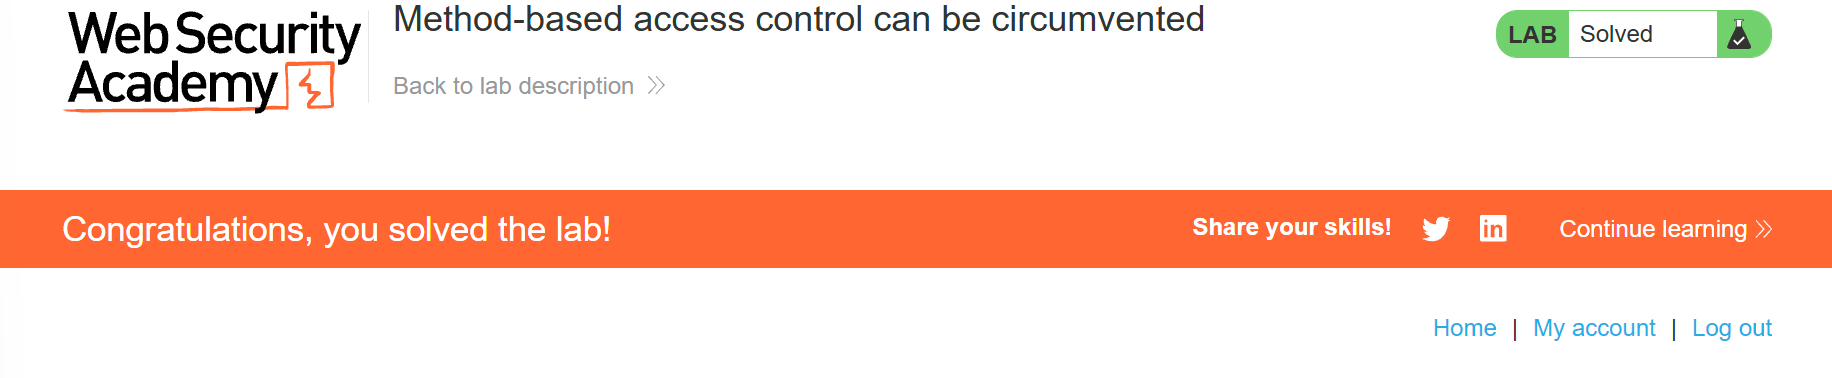 Web Security
Academy
Method-based access control can be circumvented
Back to lab description
LAB Solved
Congratulations, you solved the lab!
Share your skills!
in
Continue learning
Home | My account | Log out